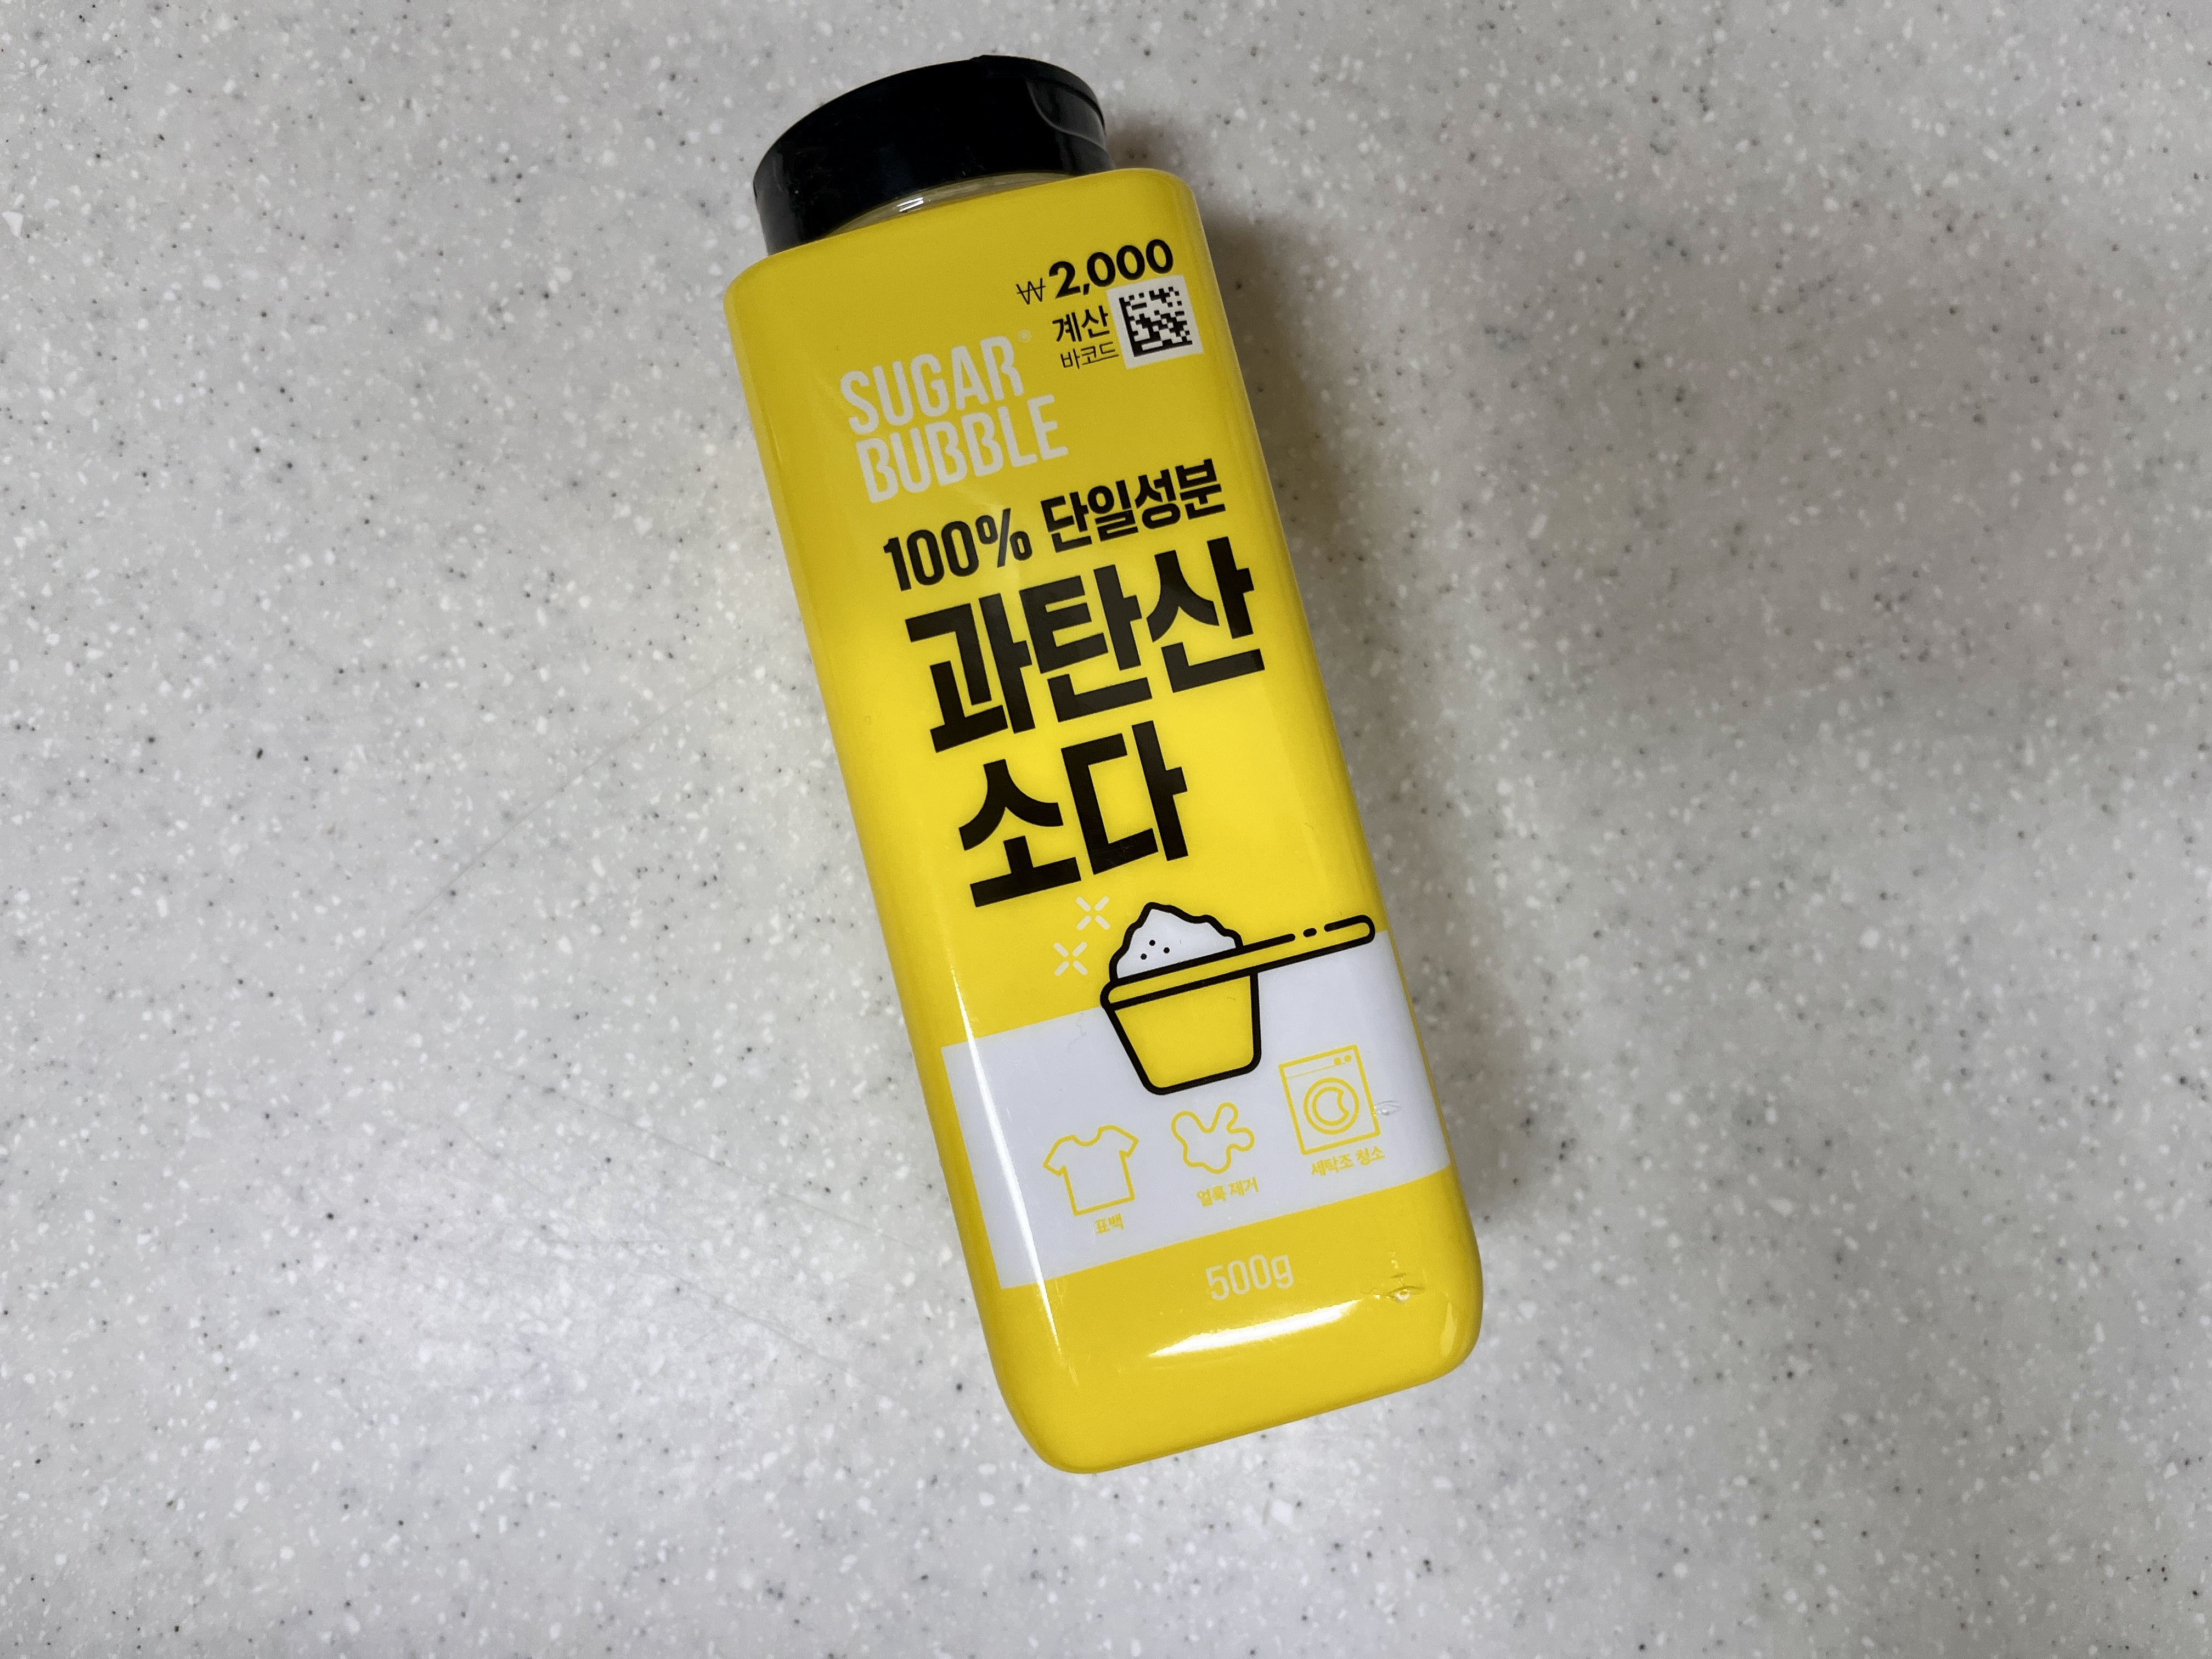 ₩2,000
계산
바코드
SUGAR
BUBBLE
100% 단일성분
과탄산
소다
표백
얼룩 제거
세탁조 청소
500g